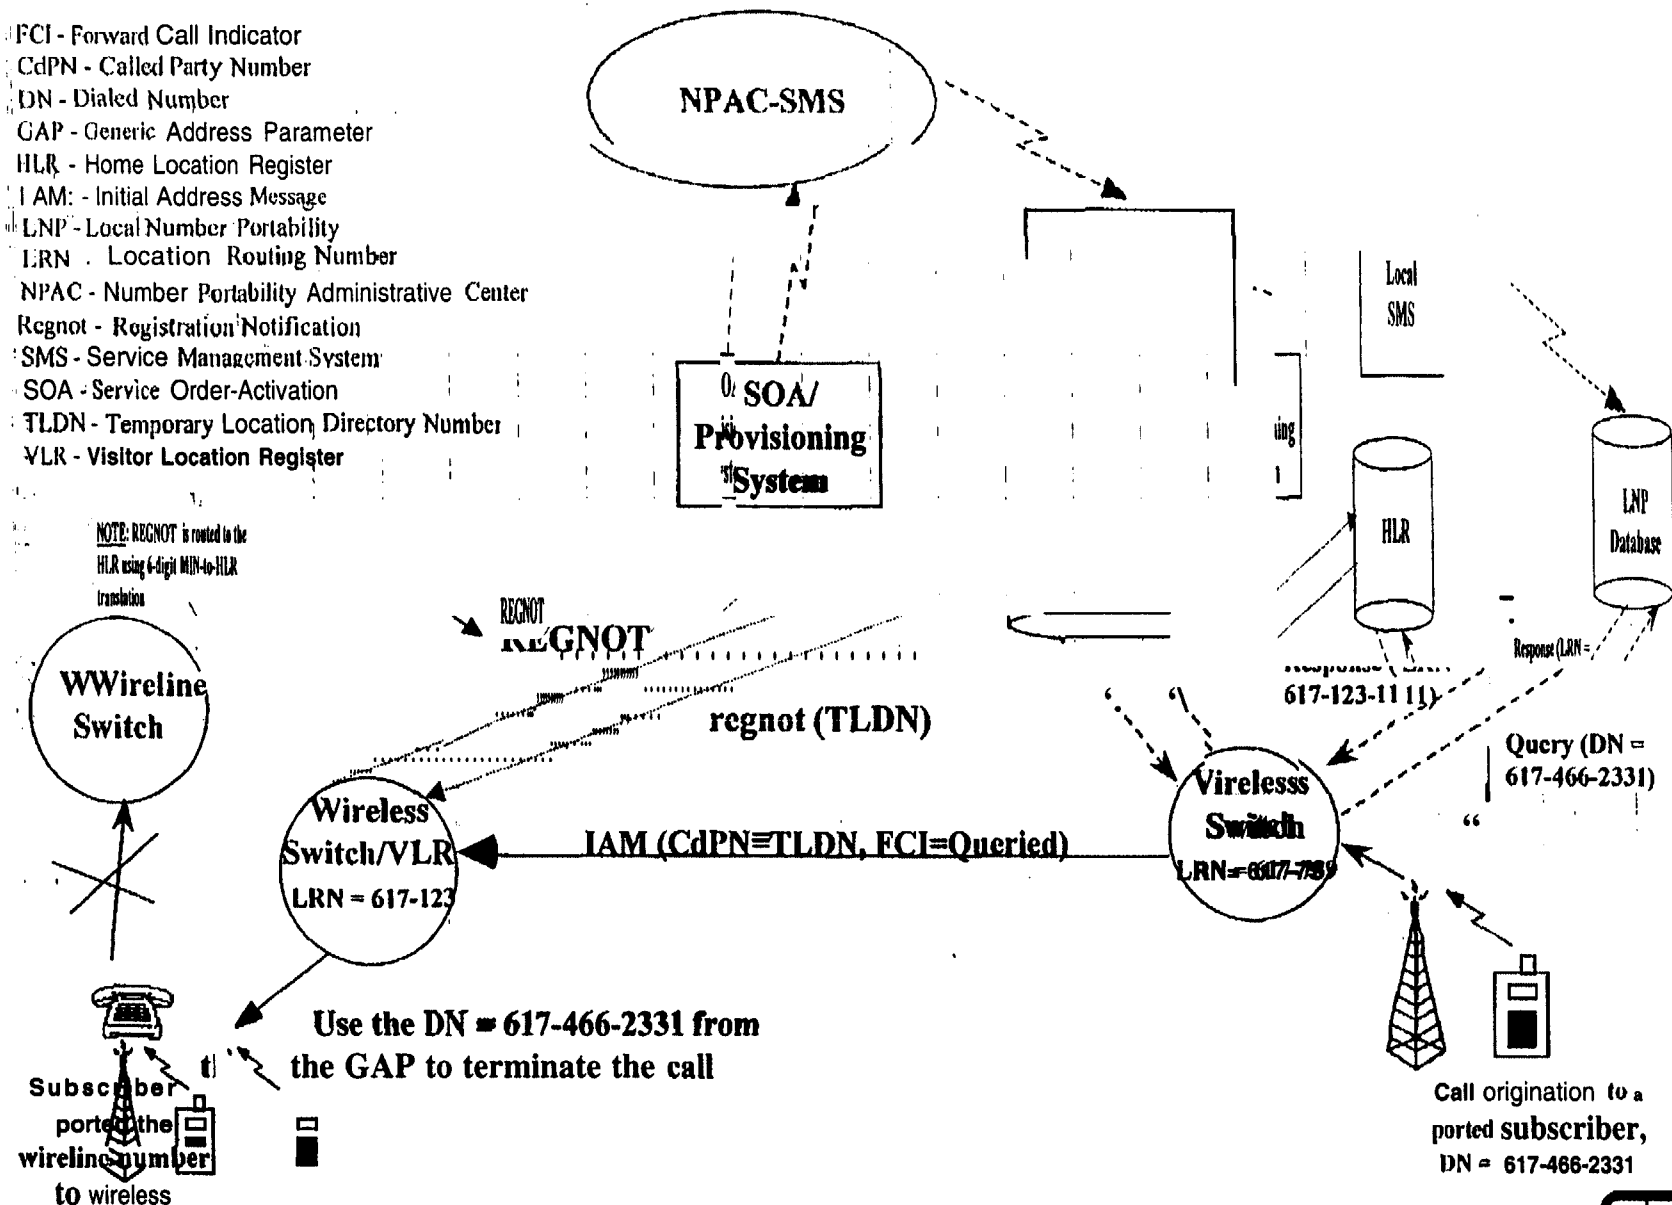 FCI - Forward Call Indicator
CdPN - Called Party Number
DN - Dialed Number
GAP - Generic Address Parameter
HLR - Home Location Register
I AM: - Initial Address Message
LNP - Local Number Portability
LRN . Location Routing Number
NPAC - Number Portability Administrative Center
Regnot - Registration Notification
SMS - Service Management System
SOA - Service Order-Activation
TLDN - Temporary Location Directory Number
VLR - Visitor Location Register
NPAC-SMS
Local
SMS
SOA/
Provisioning
System
ing
HLR
LNP
Database
NOTE: REGNOT is routed to the
HLR using 6-digit MIN-to-HLR
translation
REGNOT
REGNOT
regnot (TLDN)
Response (LRN =
617-123-1111)
Query (DN =
617-466-2331)
WWireline
Switch
Wireless
Switch/VLR
LRN = 617-123
IAM (CdPN=TLDN, FCI=Queried)
Virelesss
Switch
Use the DN = 617-466-2331 from
the GAP to terminate the call
Subscriber
ported the
wireline number
to wireless
Call origination to a
ported subscriber,
DN = 617-466-2331